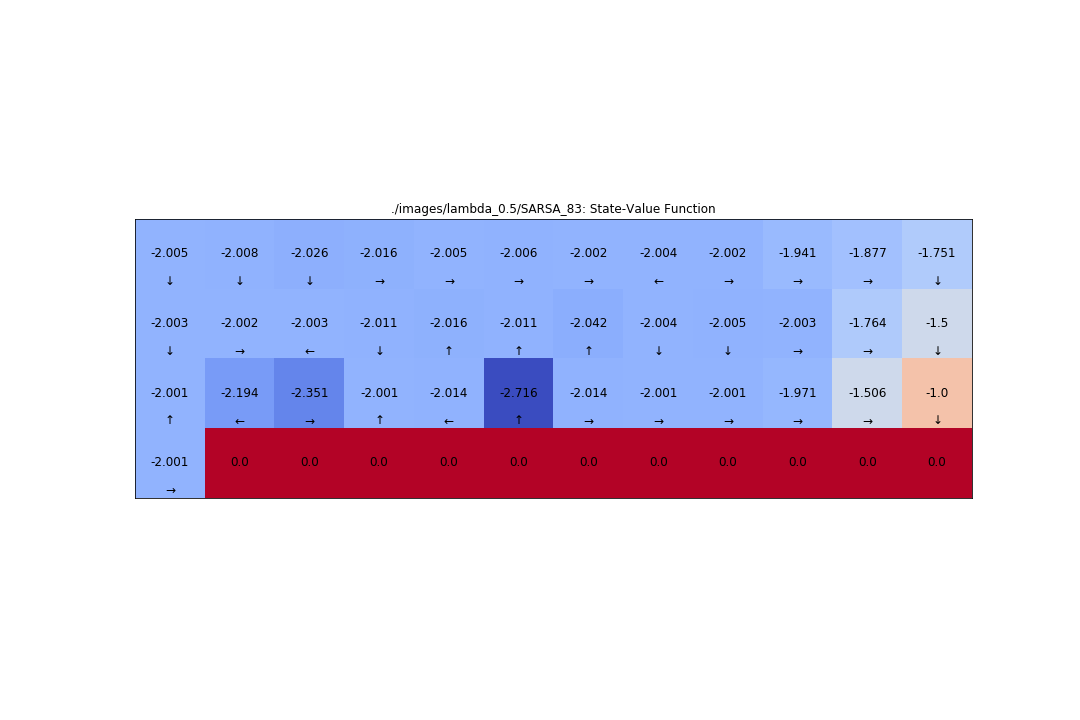 ./images/lambda_0.5/SARSA_83: State-Value Function
-2.005 -2.008 -2.026 -2.016 -2.005 -2.006 -2.002 -2.004 -2.002 -1.941 -1.877 -1.751
↓ ↓ ↓ → → → → ← → → → ↓
-2.003 -2.002 -2.003 -2.011 -2.016 -2.011 -2.042 -2.004 -2.005 -2.003 -1.764 -1.5
↓ → ← ↓ ↑ ↑ ↑ ↓ ↓ → → ↓
-2.001 -2.194 -2.351 -2.001 -2.014 -2.716 -2.014 -2.001 -2.001 -1.971 -1.506 -1.0
↑ ← → ↑ ← ↑ → → → → → ↓
-2.001 0.0 0.0 0.0 0.0 0.0 0.0 0.0 0.0 0.0 0.0 0.0
→